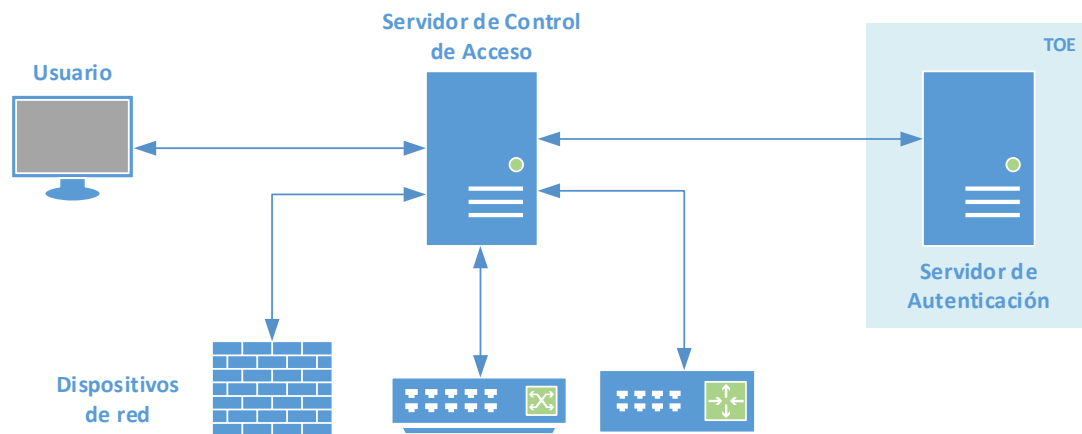 Servidor de Control
de Acceso
TOE
Usuario
Servidor de
Autenticación
Dispositivos
de red